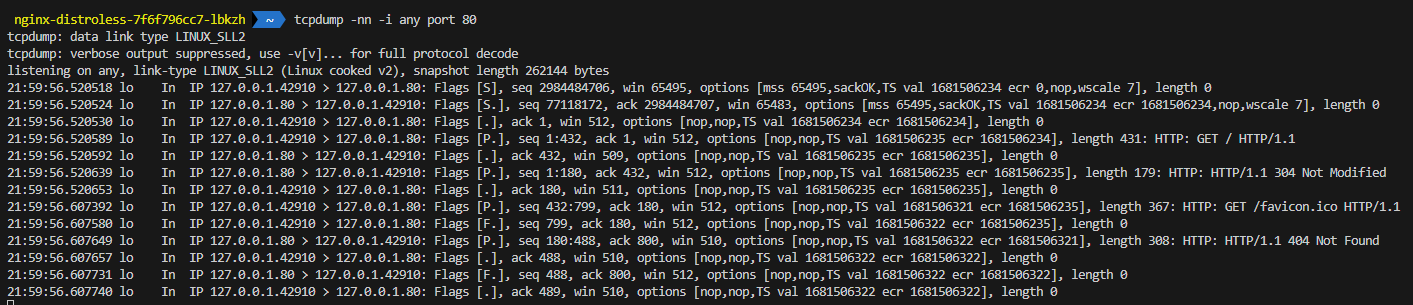 nginx-distroless-7f6f796cc7-lbkzh ~ tcpdump -nn -i any port 80
tcpdump: data link type LINUX_SLL2
tcpdump: verbose output suppressed, use -v[v]... for full protocol decode
listening on any, link-type LINUX_SLL2 (Linux cooked v2), snapshot length 262144 bytes
21:59:56.520518 lo    In  IP 127.0.0.1.42910 > 127.0.0.1.80: Flags [S], seq 2984484706, win 65495, options [mss 65495,sackOK,TS val 1681506234 ecr 0,nop,wscale 7], length 0
21:59:56.520524 lo    In  IP 127.0.0.1.80 > 127.0.0.1.42910: Flags [S.], seq 77118172, ack 2984484707, win 65483, options [mss 65495,sackOK,TS val 1681506234 ecr 1681506234,nop,wscale 7], length 0
21:59:56.520530 lo    In  IP 127.0.0.1.42910 > 127.0.0.1.80: Flags [.], ack 1, win 512, options [nop,nop,TS val 1681506234 ecr 1681506234], length 0
21:59:56.520589 lo    In  IP 127.0.0.1.42910 > 127.0.0.1.80: Flags [P.], seq 1:432, ack 1, win 512, options [nop,nop,TS val 1681506235 ecr 1681506234], length 431: HTTP: GET / HTTP/1.1
21:59:56.520592 lo    In  IP 127.0.0.1.80 > 127.0.0.1.42910: Flags [.], ack 432, win 509, options [nop,nop,TS val 1681506235 ecr 1681506235], length 0
21:59:56.520639 lo    In  IP 127.0.0.1.80 > 127.0.0.1.42910: Flags [P.], seq 1:180, ack 432, win 512, options [nop,nop,TS val 1681506235 ecr 1681506235], length 179: HTTP: HTTP/1.1 304 Not Modified
21:59:56.520653 lo    In  IP 127.0.0.1.42910 > 127.0.0.1.80: Flags [.], ack 180, win 511, options [nop,nop,TS val 1681506235 ecr 1681506235], length 0
21:59:56.607392 lo    In  IP 127.0.0.1.42910 > 127.0.0.1.80: Flags [P.], seq 432:799, ack 180, win 512, options [nop,nop,TS val 1681506321 ecr 1681506235], length 367: HTTP: GET /favicon.ico HTTP/1.1
21:59:56.607580 lo    In  IP 127.0.0.1.42910 > 127.0.0.1.80: Flags [F.], seq 799, ack 180, win 512, options [nop,nop,TS val 1681506322 ecr 1681506235], length 0
21:59:56.607649 lo    In  IP 127.0.0.1.80 > 127.0.0.1.42910: Flags [P.], seq 180:488, ack 800, win 510, options [nop,nop,TS val 1681506322 ecr 1681506321], length 308: HTTP: HTTP/1.1 404 Not Found
21:59:56.607657 lo    In  IP 127.0.0.1.42910 > 127.0.0.1.80: Flags [.], ack 488, win 510, options [nop,nop,TS val 1681506322 ecr 1681506322], length 0
21:59:56.607731 lo    In  IP 127.0.0.1.80 > 127.0.0.1.42910: Flags [F.], seq 488, ack 800, win 512, options [nop,nop,TS val 1681506322 ecr 1681506322], length 0
21:59:56.607740 lo    In  IP 127.0.0.1.42910 > 127.0.0.1.80: Flags [.], ack 489, win 510, options [nop,nop,TS val 1681506322 ecr 1681506322], length 0